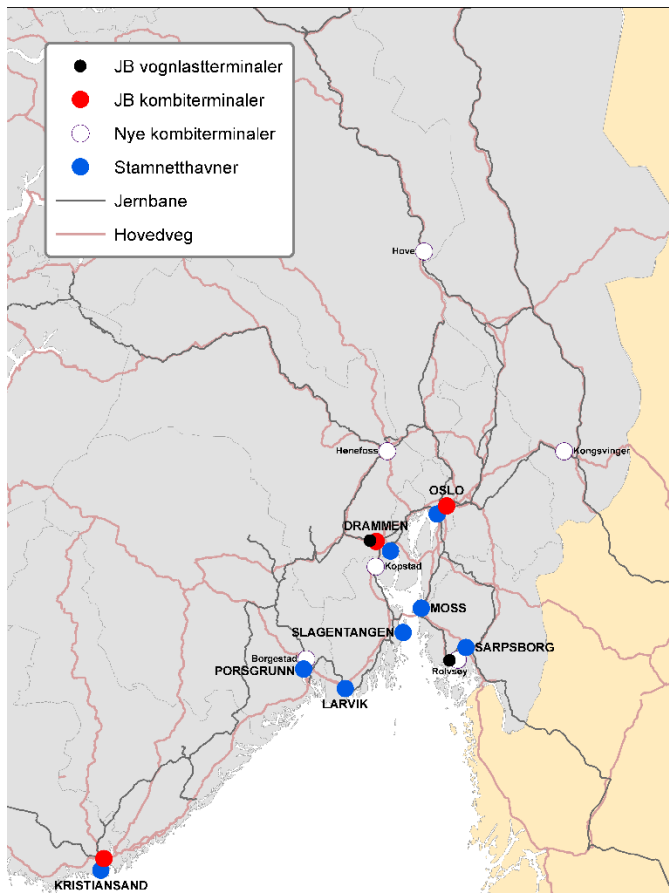 JB vognlastterminaler
JB kombiterminaler
Nye kombiterminaler
Stamnetthavner
Jernbane
Hovedveg
Hove
Hønefoss
Kongsvinger
OSLO
DRAMMEN
Kopstad
MOSS
SLAGENTANGEN
SARPSBORG
Borgestad
Rolvsøy
PORSGRUNN
LARVIK
KRISTIANSAND